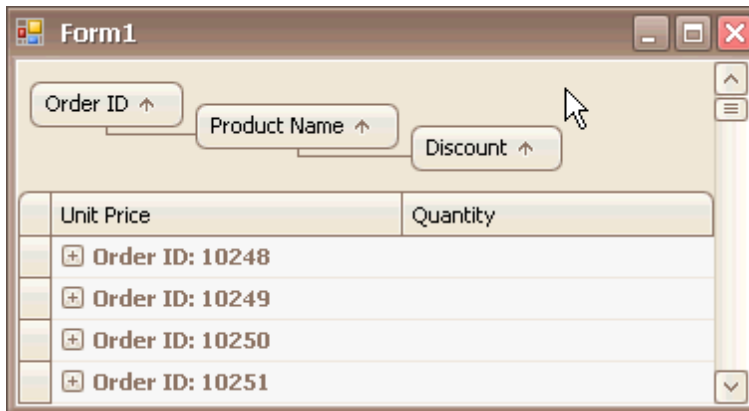 Form1
Order ID
Product Name
Discount
Unit Price Quantity
Order ID: 10248
Order ID: 10249
Order ID: 10250
Order ID: 10251